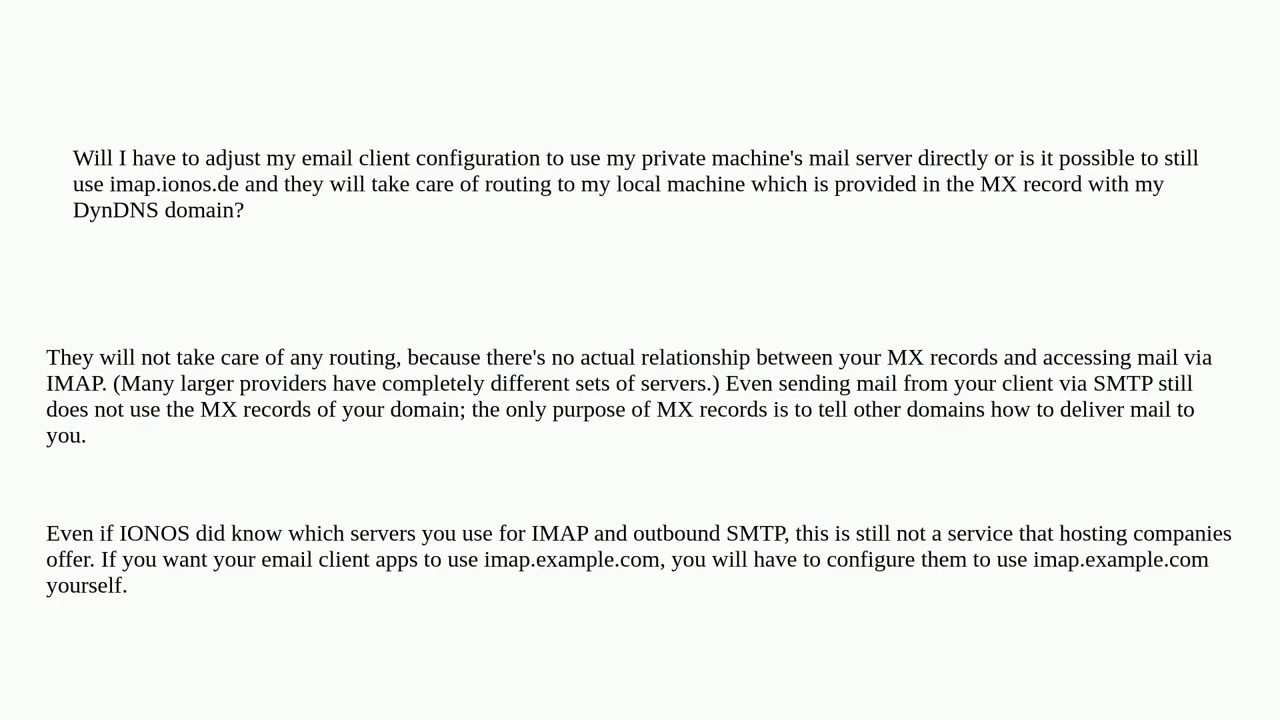 Will I have to adjust my email client configuration to use my private machine's mail server directly or is it possible to still
use imap.ionos.de and they will take care of routing to my local machine which is provided in the MX record with my
DynDNS domain?
They will not take care of any routing, because there's no actual relationship between your MX records and accessing mail via
IMAP. (Many larger providers have completely different sets of servers.) Even sending mail from your client via SMTP still
does not use the MX records of your domain; the only purpose of MX records is to tell other domains how to deliver mail to
you.
Even if IONOS did know which servers you use for IMAP and outbound SMTP, this is still not a service that hosting companies
offer. If you want your email client apps to use imap.example.com, you will have to configure them to use imap.example.com
yourself.